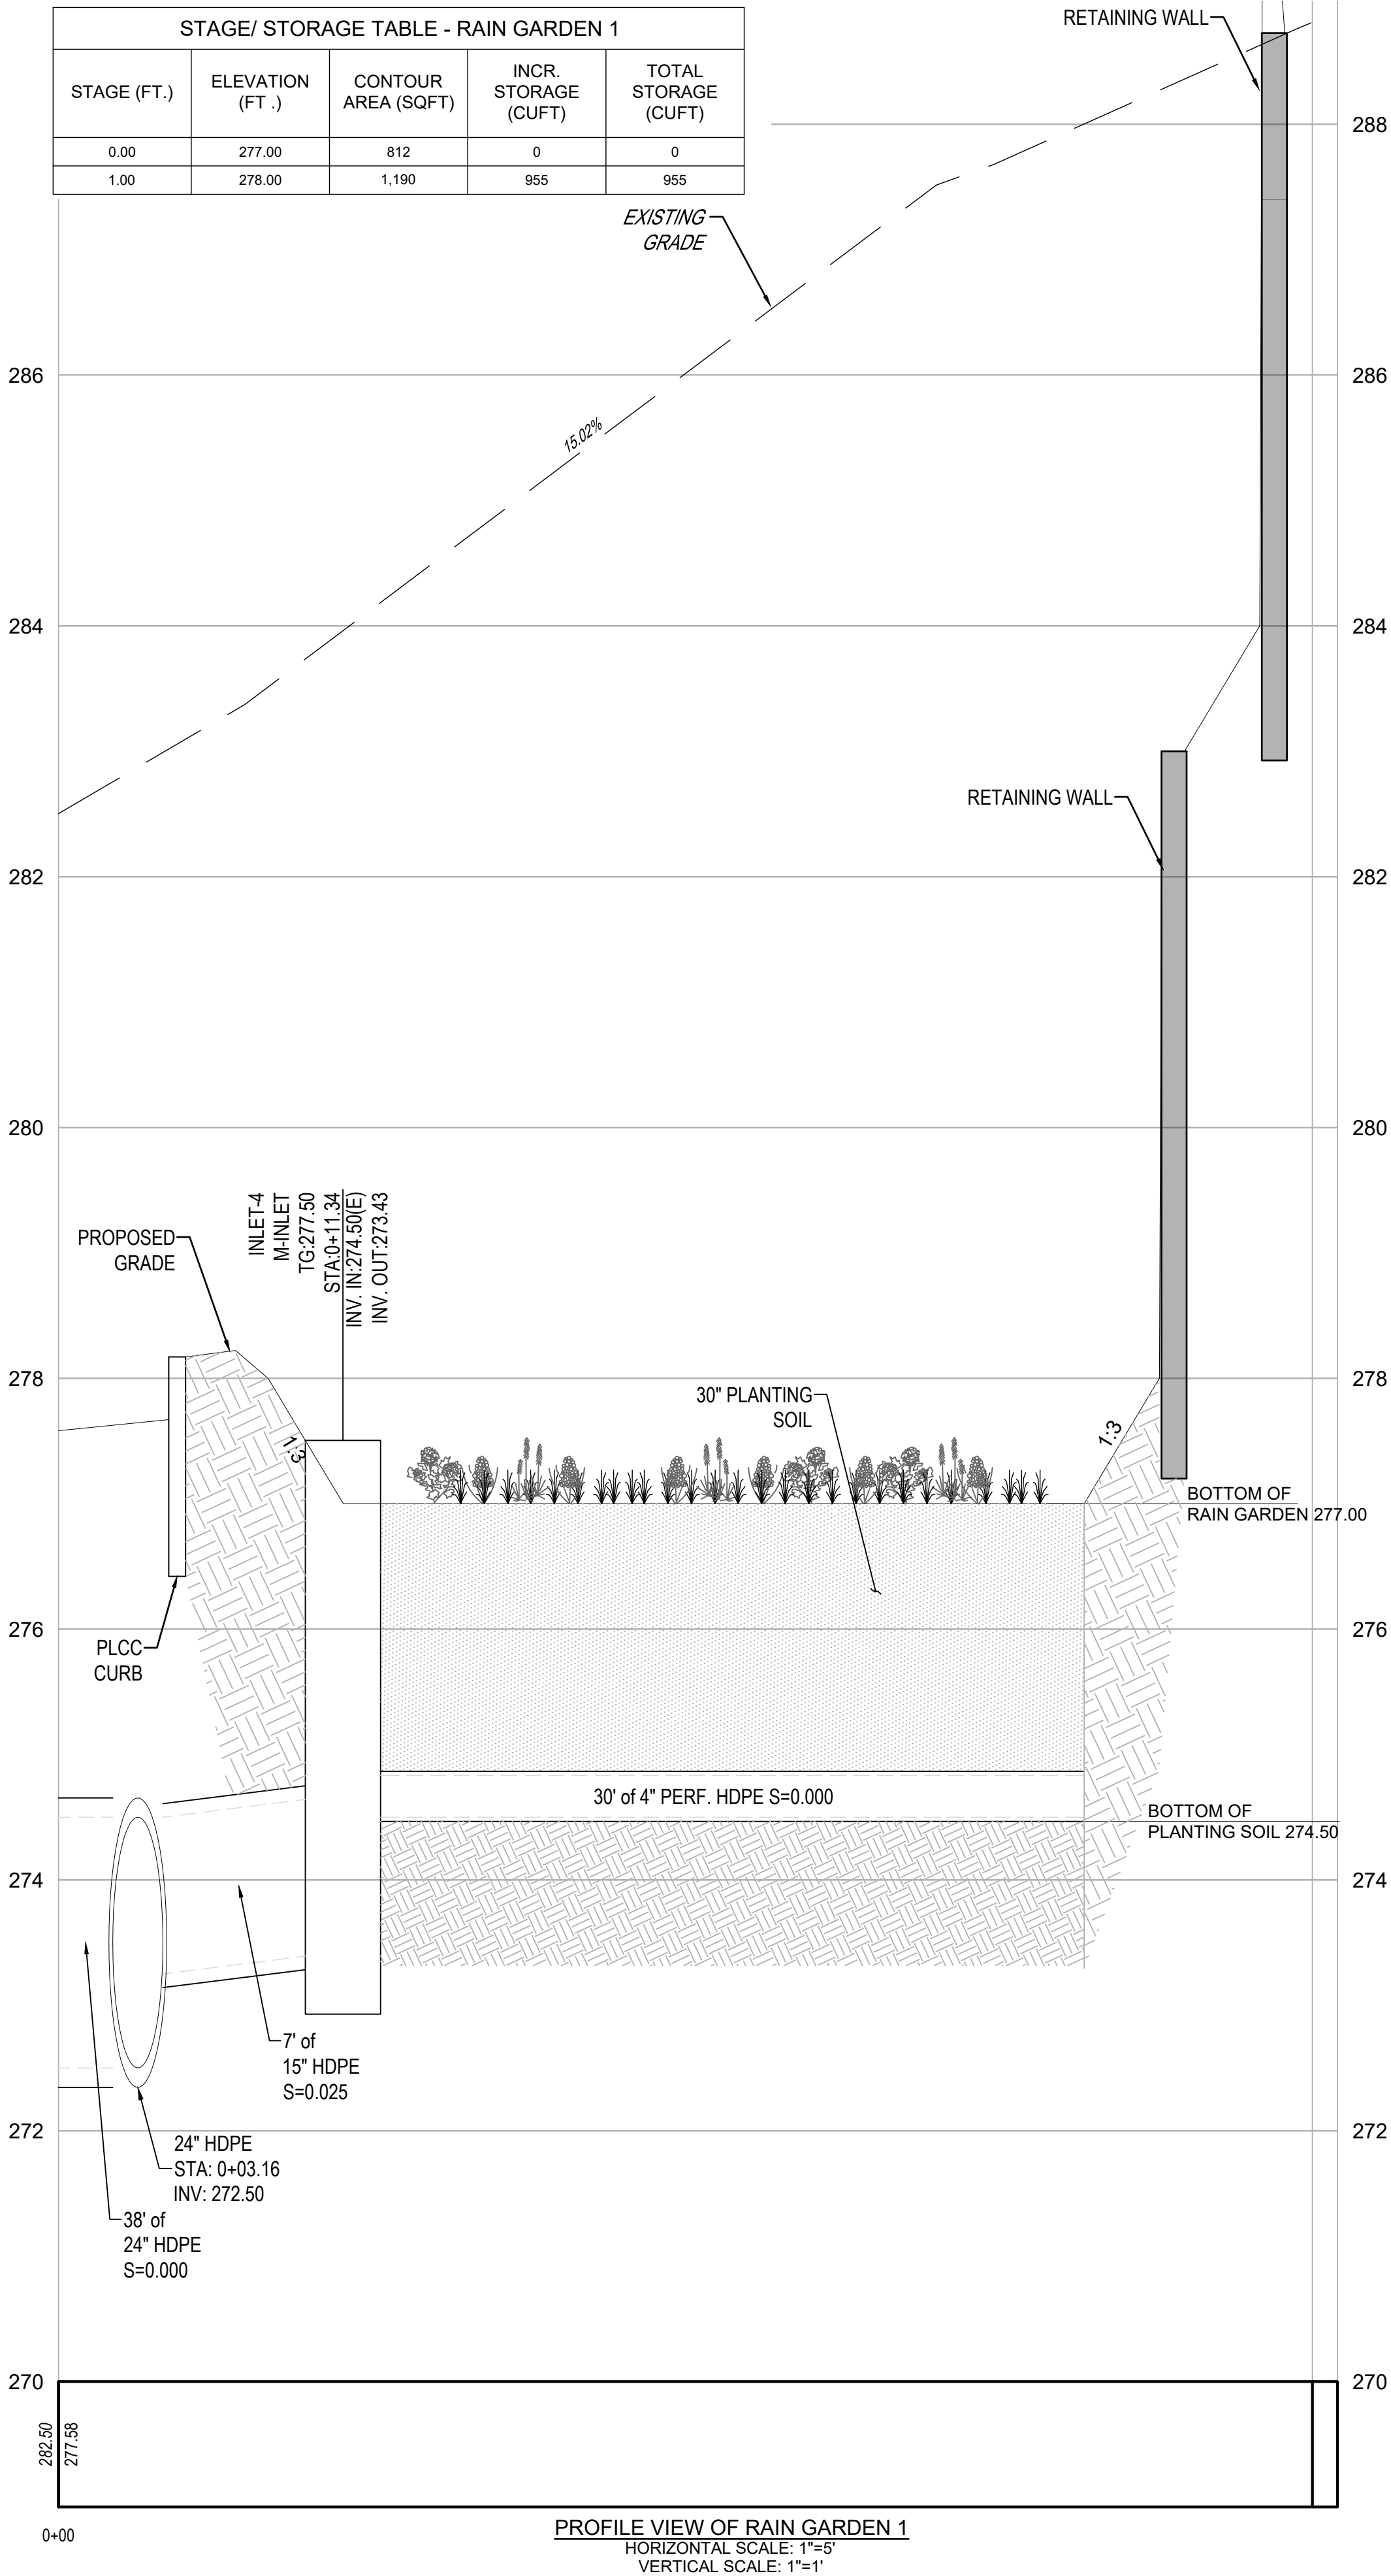 STAGE/ STORAGE TABLE - RAIN GARDEN 1
STAGE (FT.)
ELEVATION
(FT .)
CONTOUR
AREA (SQFT)
INCR.
STORAGE
(CUFT)
TOTAL
STORAGE
(CUFT)
0.00 277.00 812 0 0
1.00 278.00 1,190 955 955
RETAINING WALL
288
EXISTING
GRADE
286 286
15.02%
284 284
RETAINING WALL
282 282
280 280
PROPOSED
GRADE
INLET-4
M-INLET
TG:277.50
STA:0+11.34
INV. IN:274.50(E)
INV. OUT:273.43
278 278
30" PLANTING
SOIL
1:3
1:3
BOTTOM OF
RAIN GARDEN 277.00
276 276
PLCC
CURB
30' of 4" PERF. HDPE S=0.000
BOTTOM OF
PLANTING SOIL 274.50
274 274
7' of
15" HDPE
S=0.025
272 272
24" HDPE
STA: 0+03.16
INV: 272.50
38' of
24" HDPE
S=0.000
270 270
282.50
277.58
0+00
PROFILE VIEW OF RAIN GARDEN 1
HORIZONTAL SCALE: 1"=5'
VERTICAL SCALE: 1"=1'